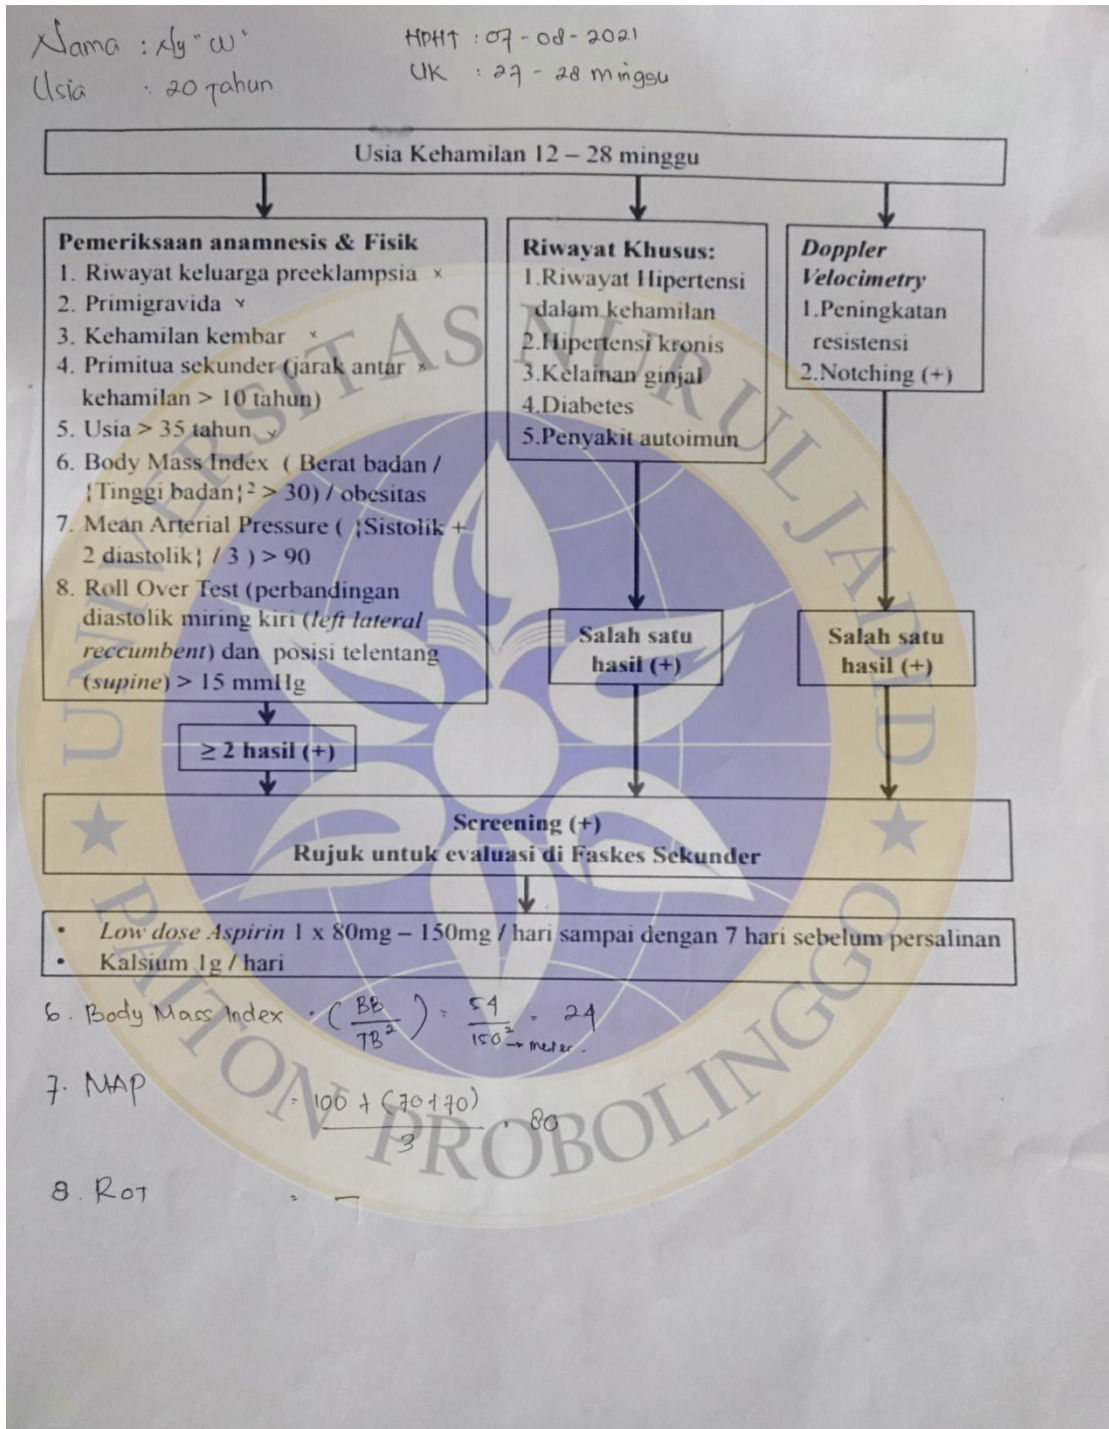 Nama : Ny "W"
HPHT : 07-08-2021
Usia : 20 Tahun
UK : 27 - 28 minggu
Usia Kehamilan 12 – 28 minggu
Pemeriksaan anamnesis & Fisik
1. Riwayat keluarga preeklampsia x
2. Primigravida x
3. Kehamilan kembar x
4. Primitua sekunder (jarak antar x
kehamilan > 10 tahun)
5. Usia > 35 tahun x
6. Body Mass Index ( Berat badan /
¦Tinggi badan¦² > 30) / obesitas
7. Mean Arterial Pressure ( ¦Sistolik +
2 diastolik¦ / 3 ) > 90
8. Roll Over Test (perbandingan
diastolik miring kiri (left lateral
reccumbent) dan posisi telentang
(supine) > 15 mmHg
≥ 2 hasil (+)
Riwayat Khusus:
1.Riwayat Hipertensi
dalam kehamilan
2.Hipertensi kronis
3.Kelainan ginjal
4.Diabetes
5.Penyakit autoimun
Salah satu
hasil (+)
Doppler
Velocimetry
1.Peningkatan
resistensi
2.Notching (+)
Salah satu
hasil (+)
Screening (+)
Rujuk untuk evaluasi di Faskes Sekunder
• Low dose Aspirin 1 x 80mg – 150mg / hari sampai dengan 7 hari sebelum persalinan
• Kalsium 1g / hari
6. Body Mass Index = (BB / TB²) = 54 / 150² → meter. = 24
7. MAP = 100 + (70+70) / 3 = 80
8. ROT = -
UNIVERSITAS NURUL JADID
PAITON PROBOLINGGO